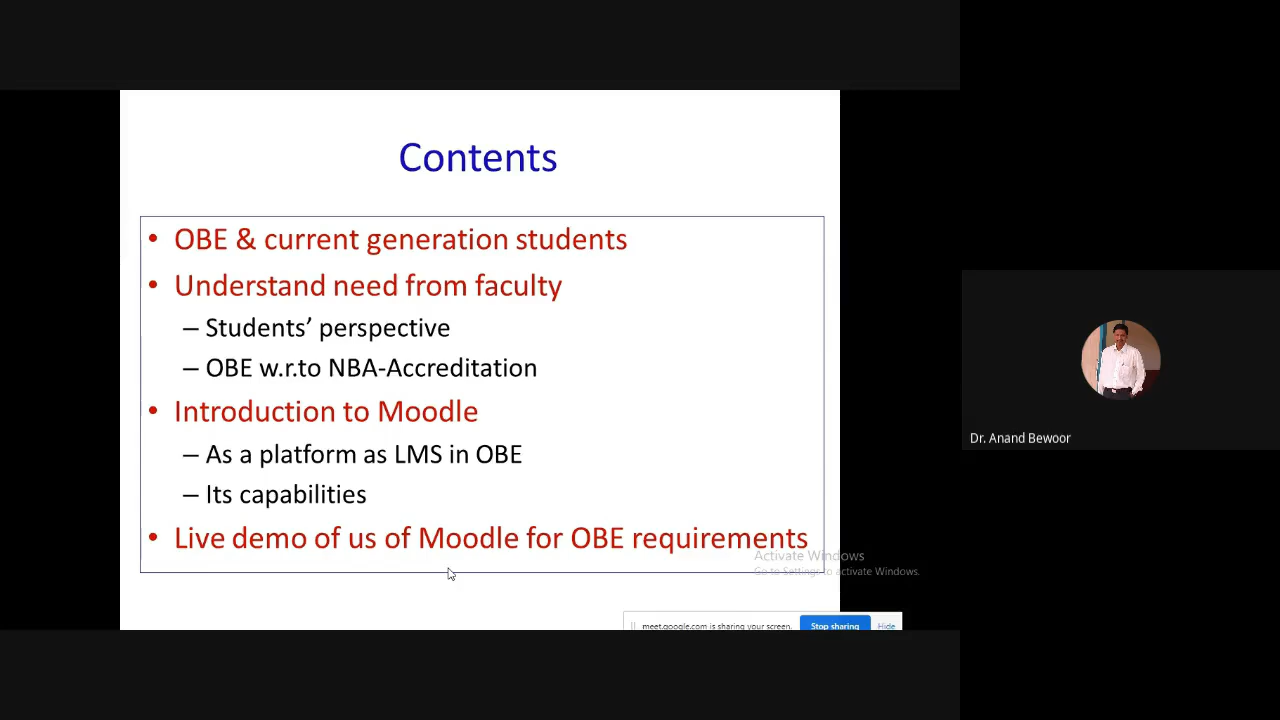 Contents
• OBE & current generation students
• Understand need from faculty
– Students’ perspective
– OBE w.r.to NBA-Accreditation
• Introduction to Moodle
– As a platform as LMS in OBE
– Its capabilities
• Live demo of us of Moodle for OBE requirements
Activate Windows
Go to Settings to activate Windows.
meet.google.com is sharing your screen. Stop sharing Hide
Dr. Anand Bewoor